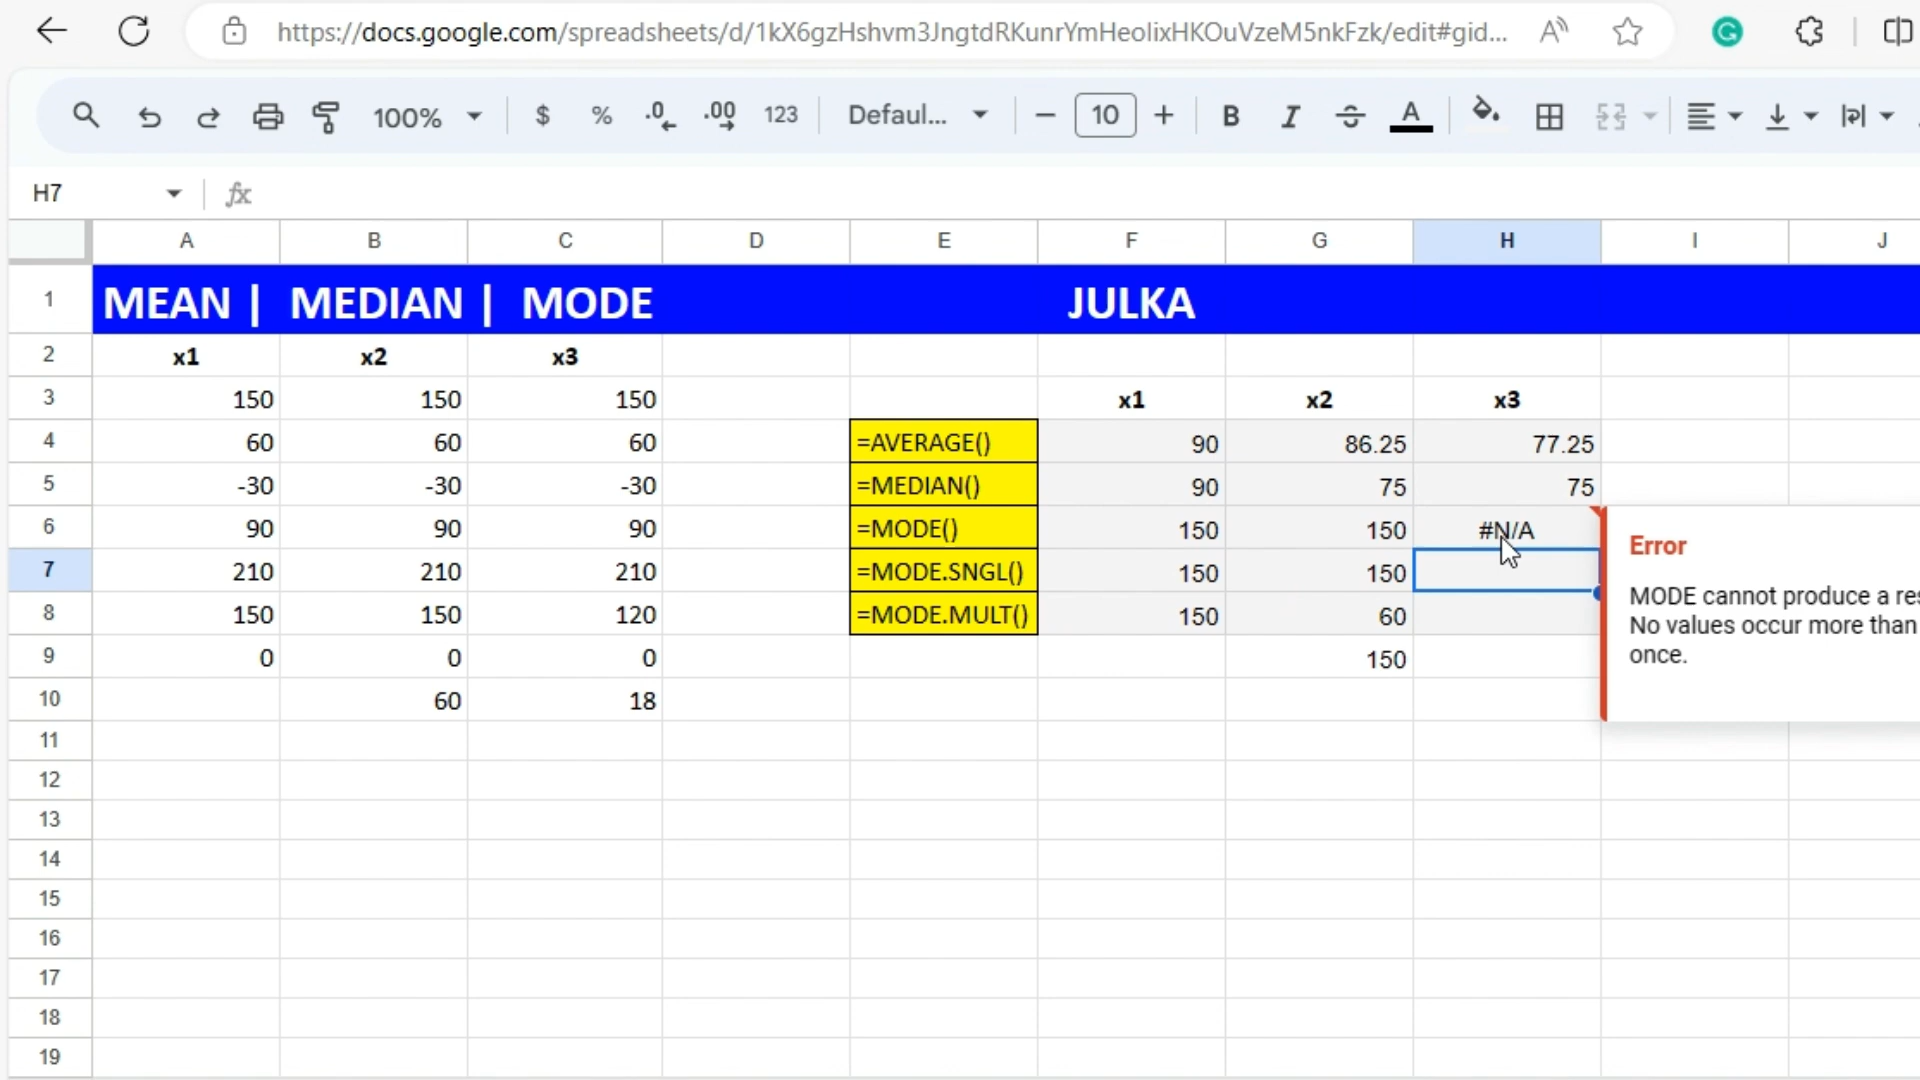 https://docs.google.com/spreadsheets/d/1kX6gzHshvm3JngtdRKunrYmHeolixHKOuVzeM5nkFzk/edit#gid...
100% $ % .0 .00 123 Defaul... 10 B I A
H7 fx
A B C D E F G H I J
1 MEAN | MEDIAN | MODE JULKA
2 x1 x2 x3
3 150 150 150 x1 x2 x3
4 60 60 60 =AVERAGE() 90 86.25 77.25
5 -30 -30 -30 =MEDIAN() 90 75 75
6 90 90 90 =MODE() 150 150 #N/A
Error
7 210 210 210 =MODE.SNGL() 150 150
MODE cannot produce a res
8 150 150 120 =MODE.MULT() 150 60
No values occur more than
9 0 0 0 150
once.
10 60 18
11
12
13
14
15
16
17
18
19